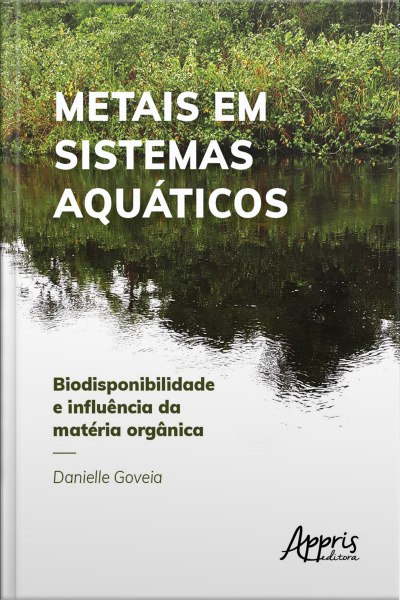 METAIS EM
SISTEMAS
AQUÁTICOS
Biodisponibilidade
e influência da
matéria orgânica
Danielle Goveia
Appris
editora